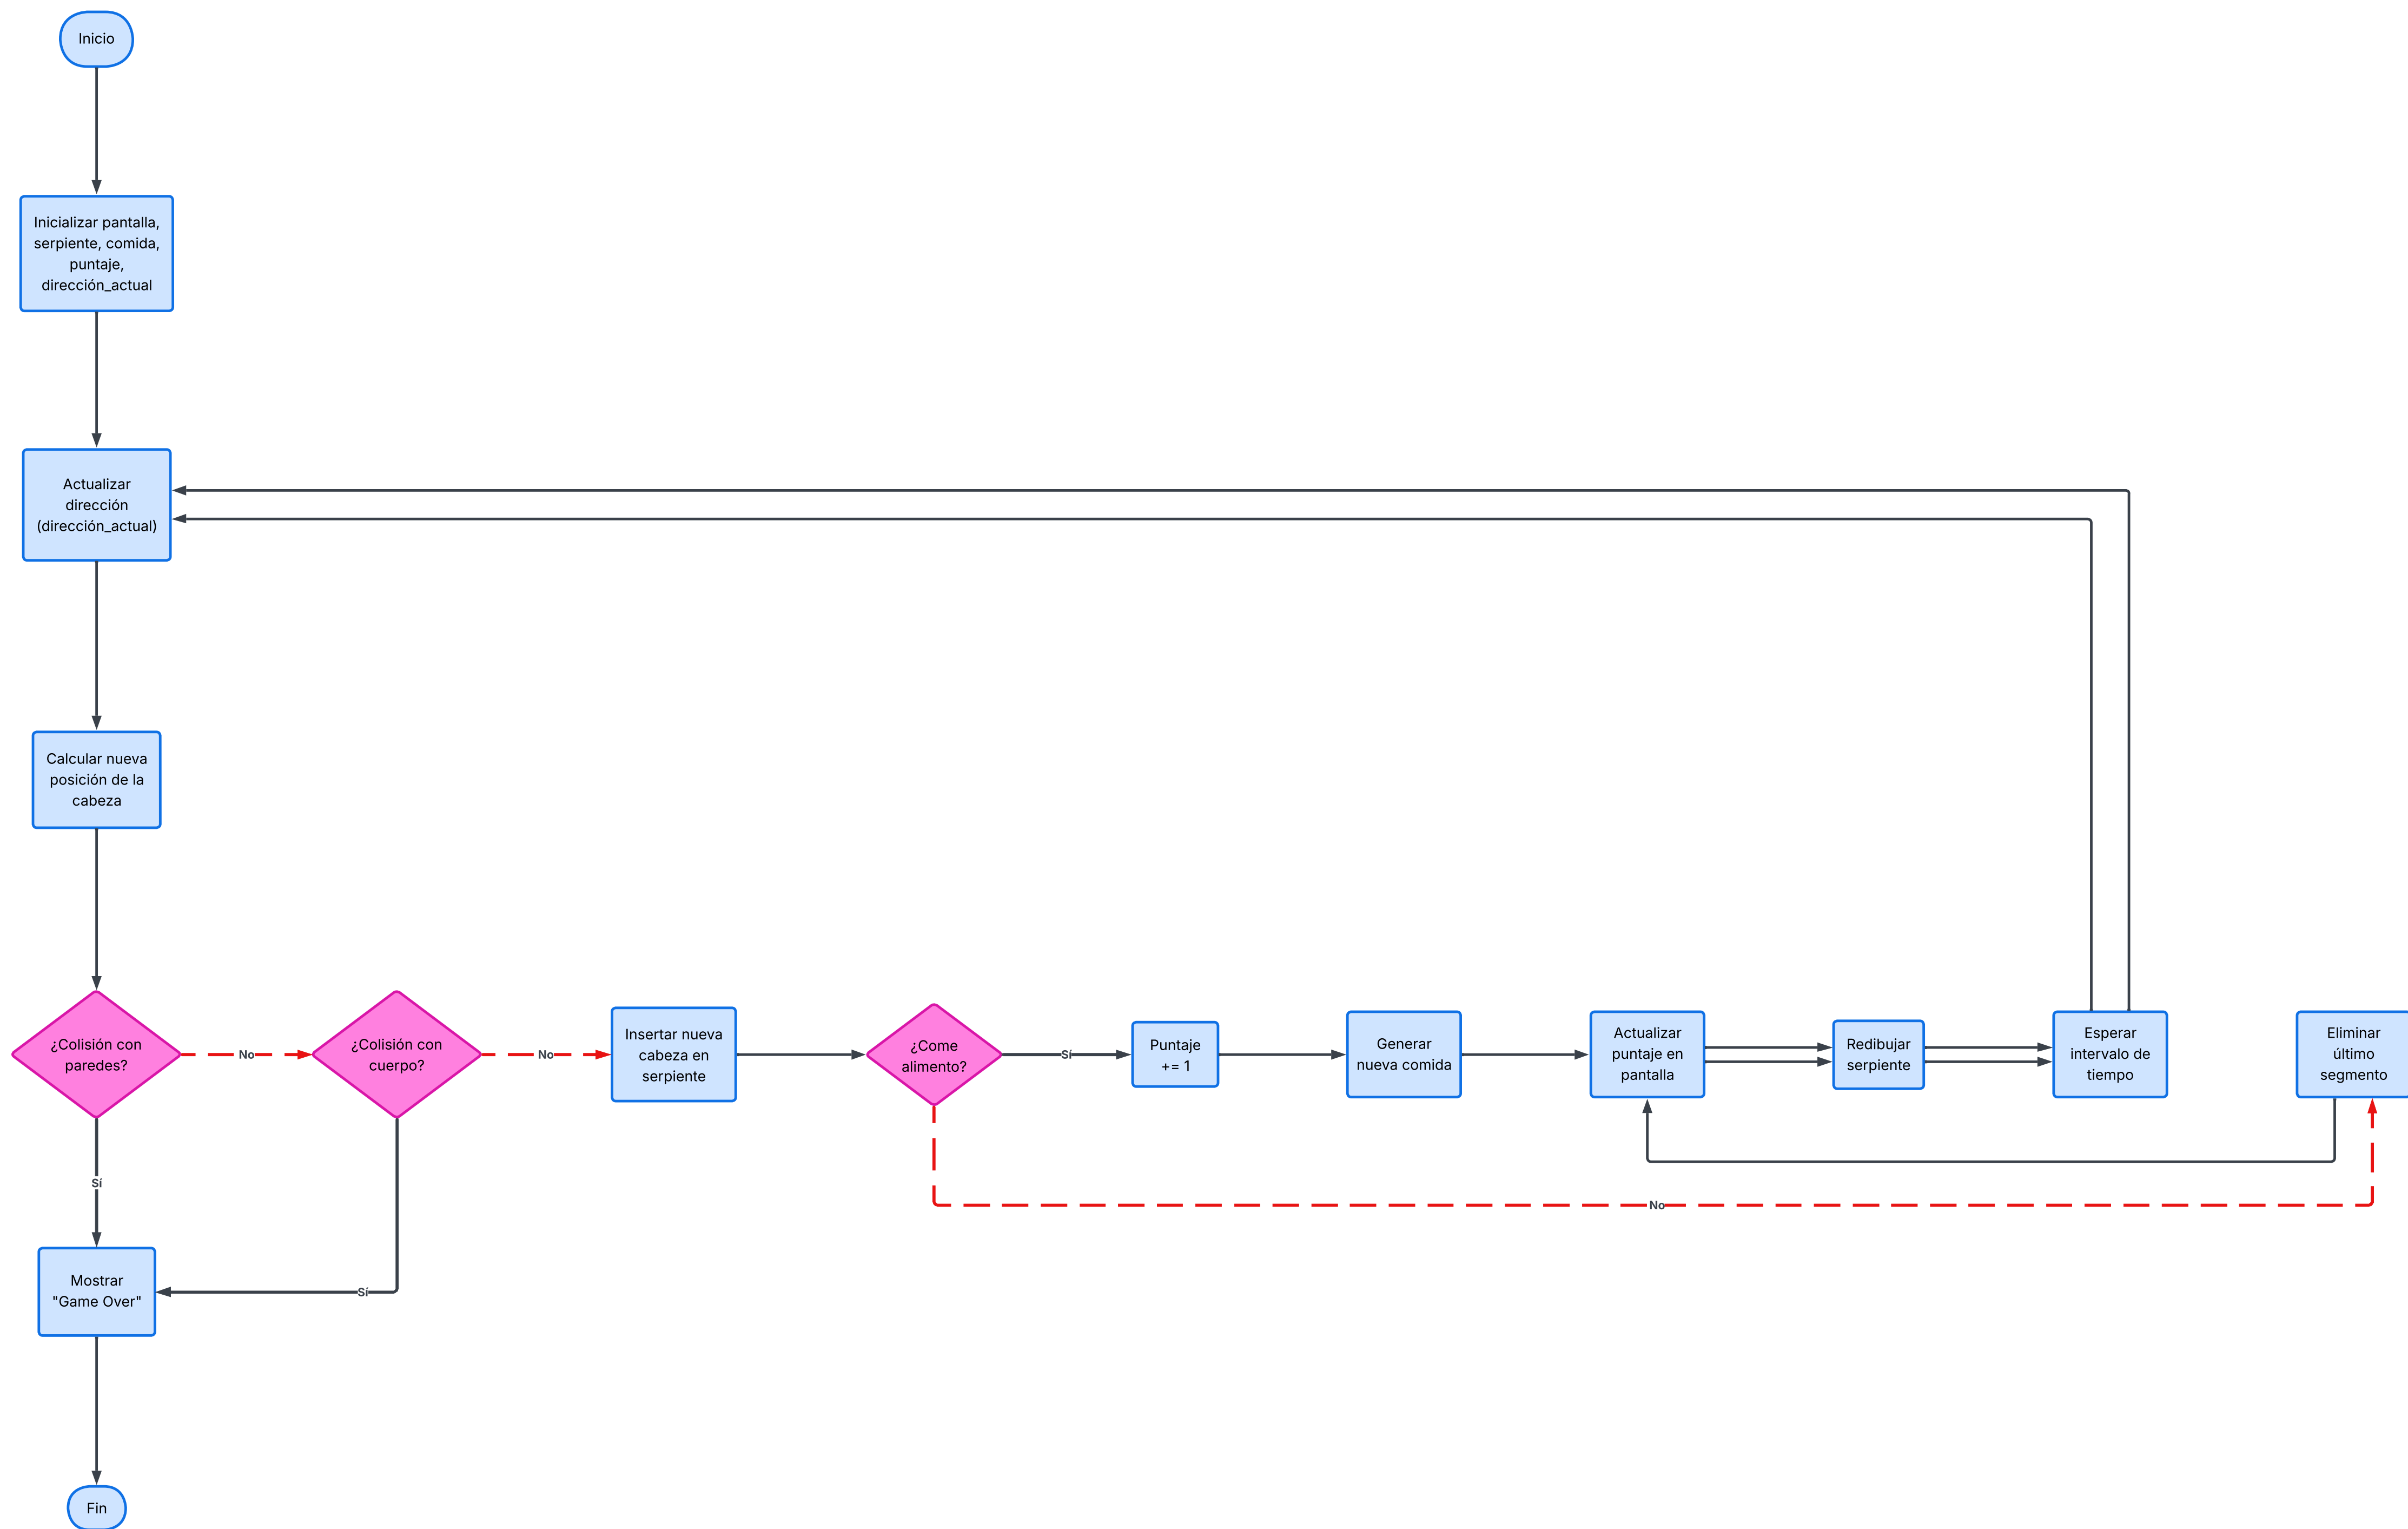 Inicio
Inicializar pantalla,
serpiente, comida,
puntaje,
dirección_actual
Actualizar
dirección
(dirección_actual)
Calcular nueva
posición de la
cabeza
¿Colisión con
paredes?
No
¿Colisión con
cuerpo?
No
Insertar nueva
cabeza en
serpiente
¿Come
alimento?
Sí
Puntaje
+= 1
Generar
nueva comida
Actualizar
puntaje en
pantalla
Redibujar
serpiente
Esperar
intervalo de
tiempo
Eliminar
último
segmento
Sí
No
Mostrar
"Game Over"
Sí
Fin